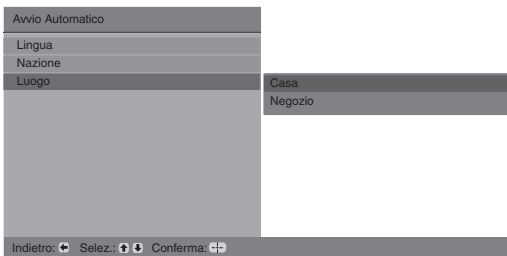 Avvio Automatico
Lingua
Nazione
Luogo
Casa
Negozio
Indietro: Selez.: Conferma: